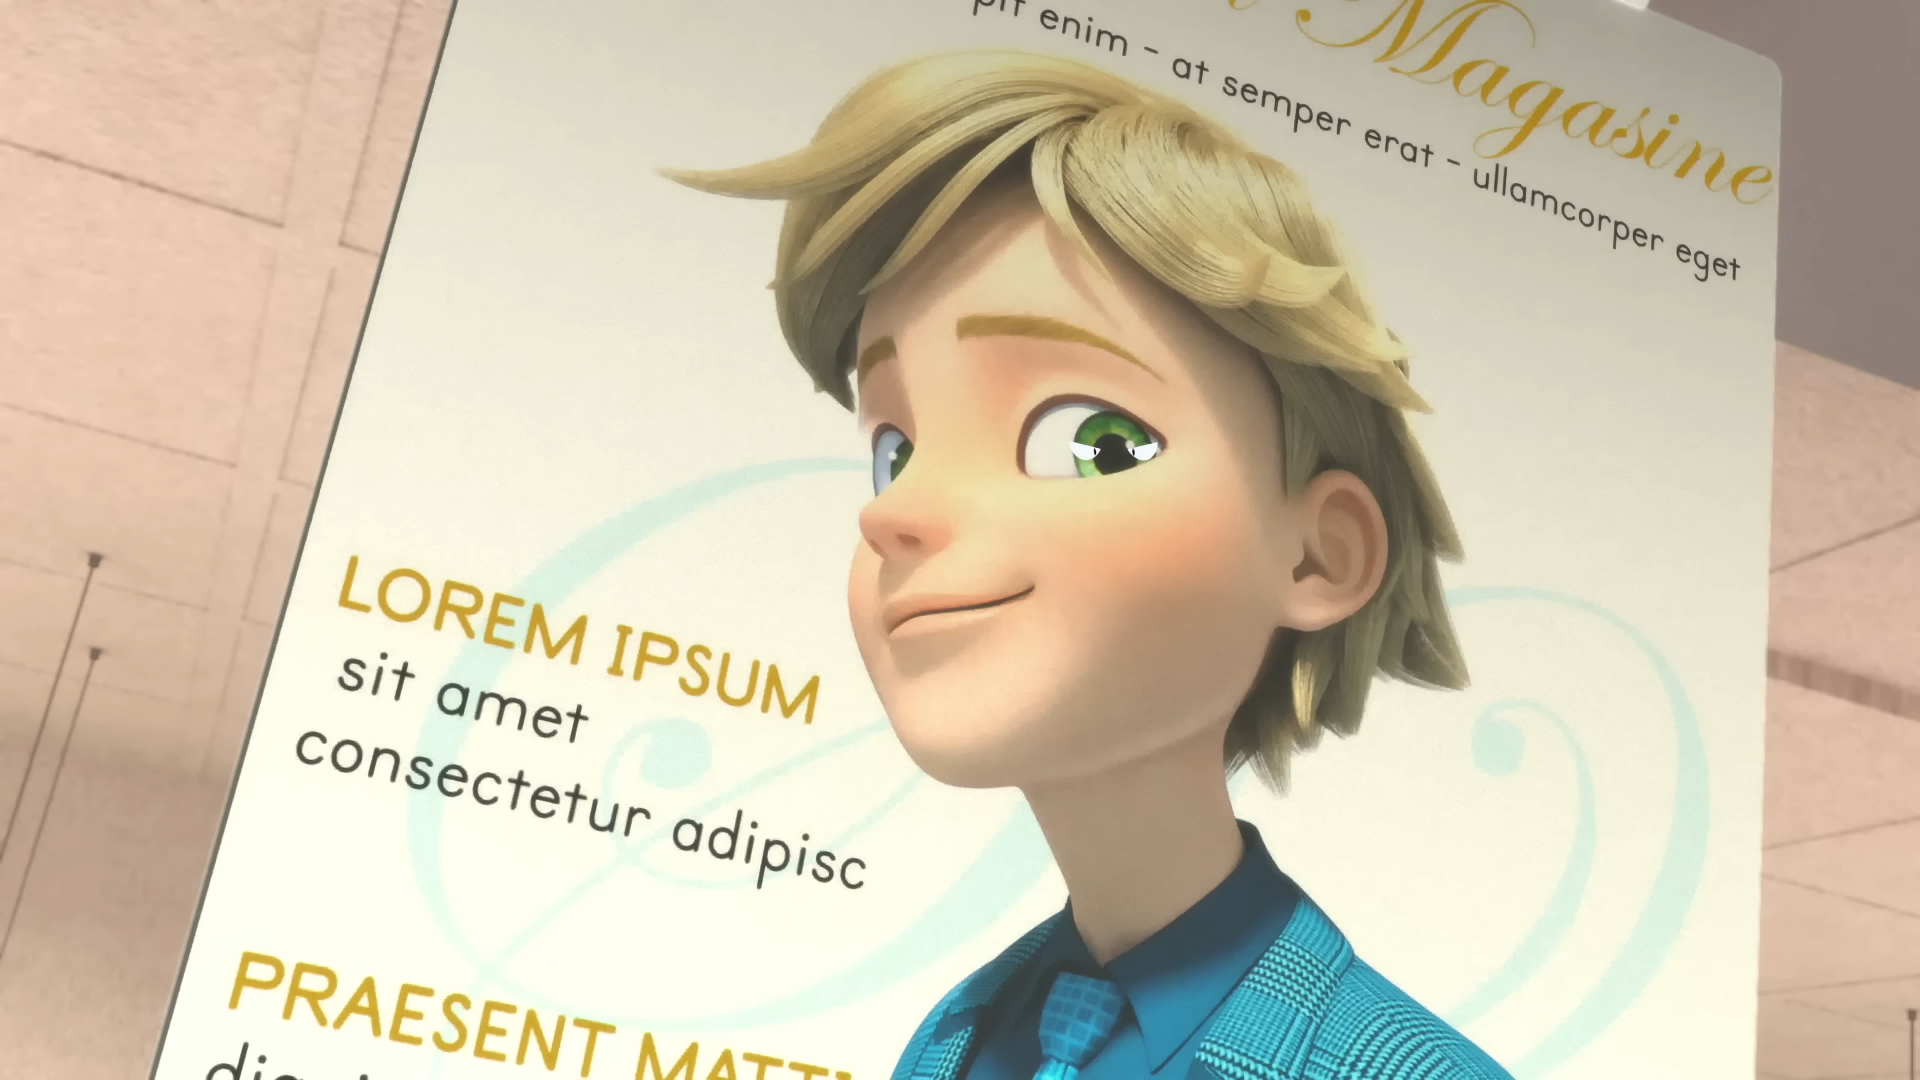 Magasine
enim - at semper erat - ullamcorper eget
LOREM IPSUM
sit amet
consectetur adipisc
PRAESENT